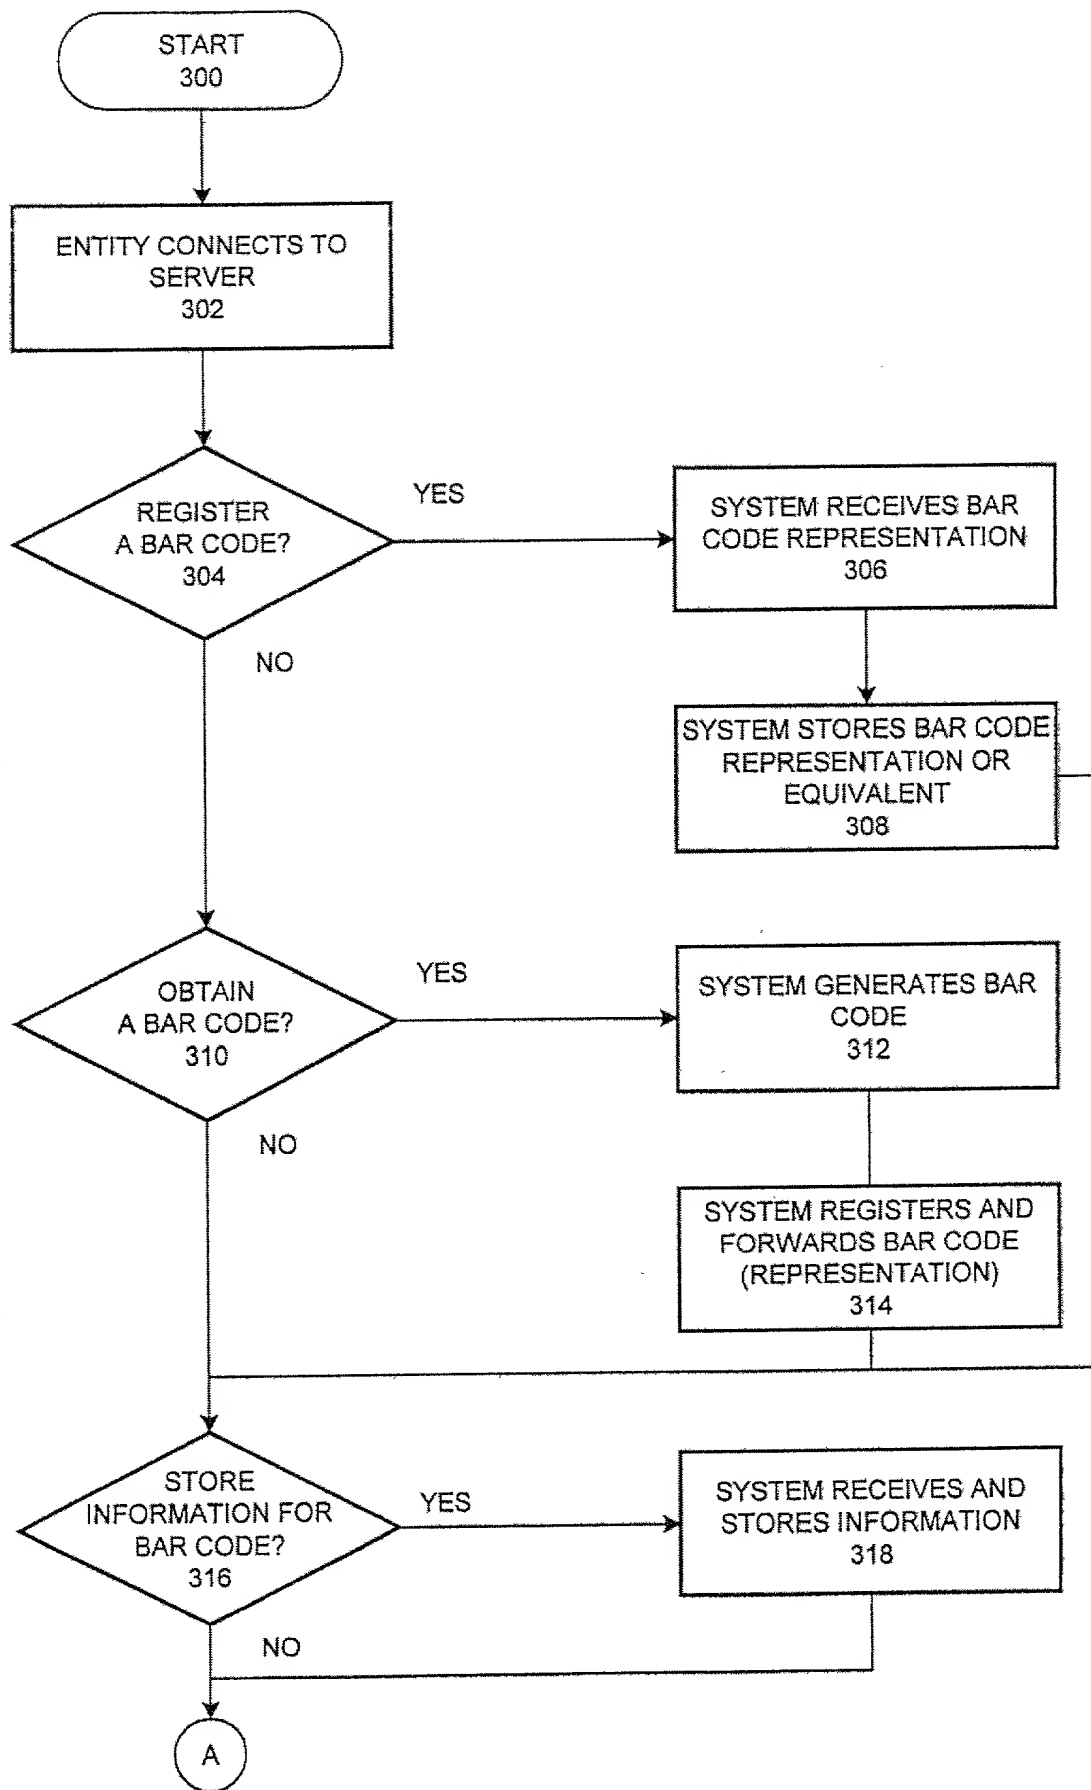 START
300
ENTITY CONNECTS TO
SERVER
302
REGISTER
A BAR CODE?
304
YES
SYSTEM RECEIVES BAR
CODE REPRESENTATION
306
NO
SYSTEM STORES BAR CODE
REPRESENTATION OR
EQUIVALENT
308
OBTAIN
A BAR CODE?
310
YES
SYSTEM GENERATES BAR
CODE
312
NO
SYSTEM REGISTERS AND
FORWARDS BAR CODE
(REPRESENTATION)
314
STORE
INFORMATION FOR
BAR CODE?
316
YES
SYSTEM RECEIVES AND
STORES INFORMATION
318
NO
A